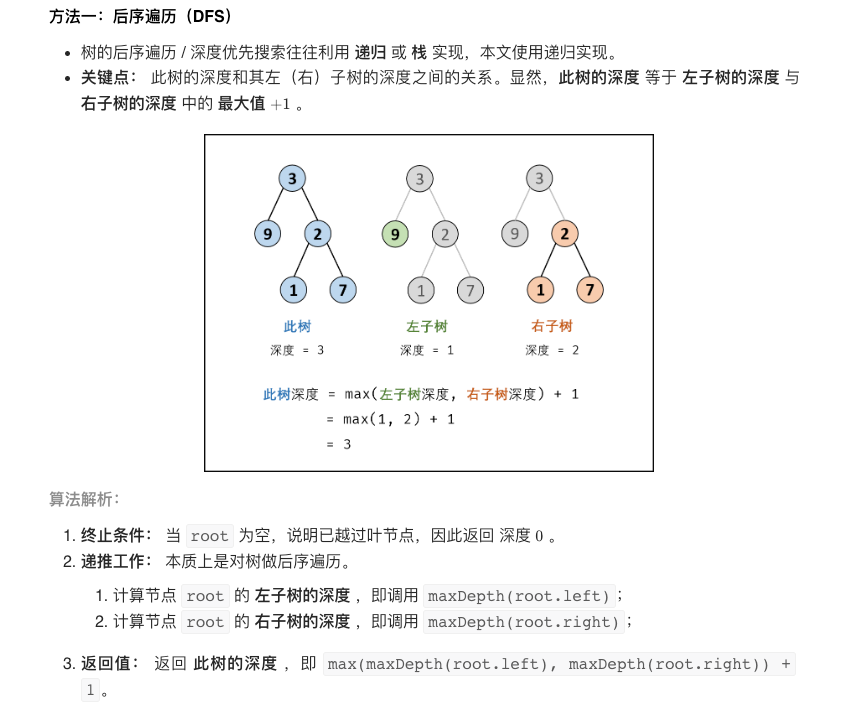 方法一：后序遍历（DFS）
• 树的后序遍历 / 深度优先搜索往往利用 递归 或 栈 实现，本文使用递归实现。
• 关键点： 此树的深度和其左（右）子树的深度之间的关系。显然，此树的深度 等于 左子树的深度 与
右子树的深度 中的 最大值 +1 。
3 3 3
9 2 9 2 9 2
1 7 1 7 1 7
此树 左子树 右子树
深度 = 3 深度 = 1 深度 = 2
此树深度 = max(左子树深度, 右子树深度) + 1
= max(1, 2) + 1
= 3
算法解析：
1. 终止条件： 当 root 为空，说明已越过叶节点，因此返回 深度 0 。
2. 递推工作： 本质上是对树做后序遍历。
1. 计算节点 root 的 左子树的深度 ，即调用 maxDepth(root.left)；
2. 计算节点 root 的 右子树的深度 ，即调用 maxDepth(root.right)；
3. 返回值： 返回 此树的深度 ，即 max(maxDepth(root.left), maxDepth(root.right)) +
1 。